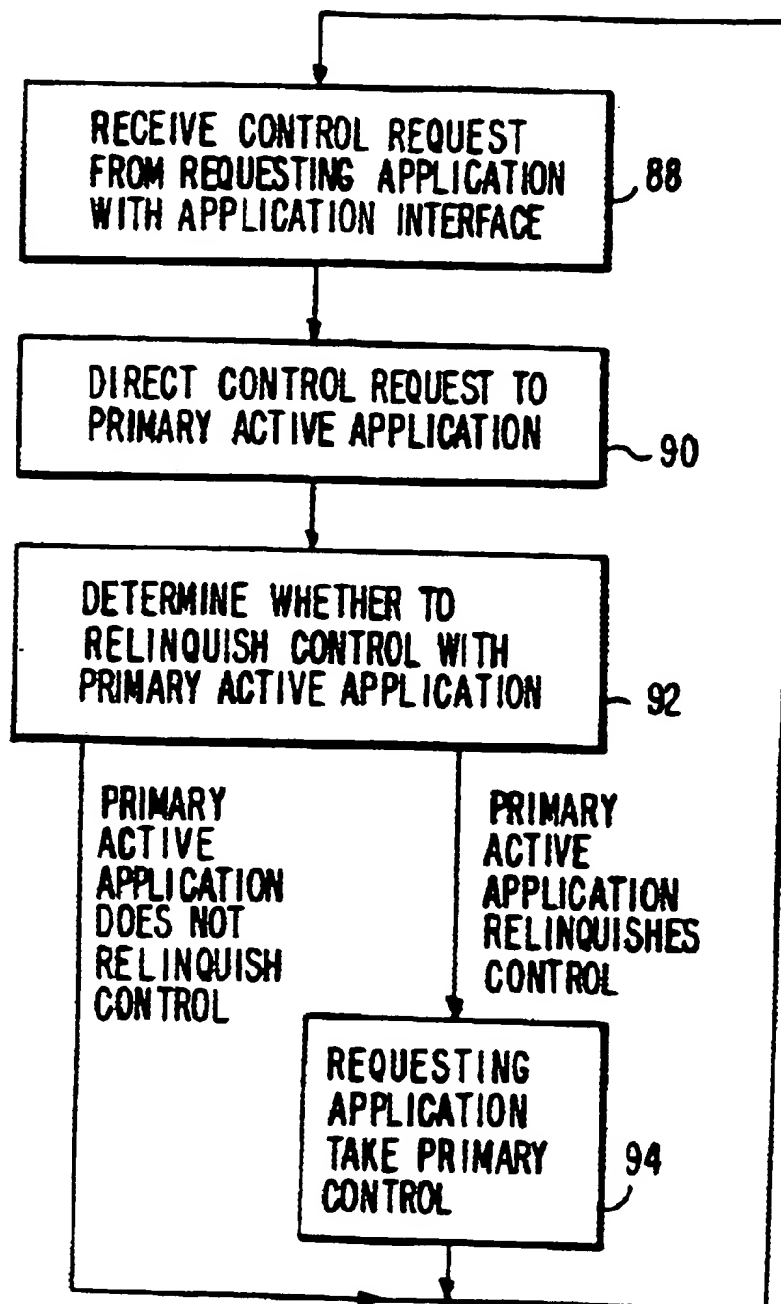 RECEIVE CONTROL REQUEST
FROM REQUESTING APPLICATION
WITH APPLICATION INTERFACE
88
DIRECT CONTROL REQUEST TO
PRIMARY ACTIVE APPLICATION
90
DETERMINE WHETHER TO
RELINQUISH CONTROL WITH
PRIMARY ACTIVE APPLICATION
92
PRIMARY
ACTIVE
APPLICATION
DOES NOT
RELINQUISH
CONTROL
PRIMARY
ACTIVE
APPLICATION
RELINQUISHES
CONTROL
REQUESTING
APPLICATION
TAKE PRIMARY
CONTROL
94